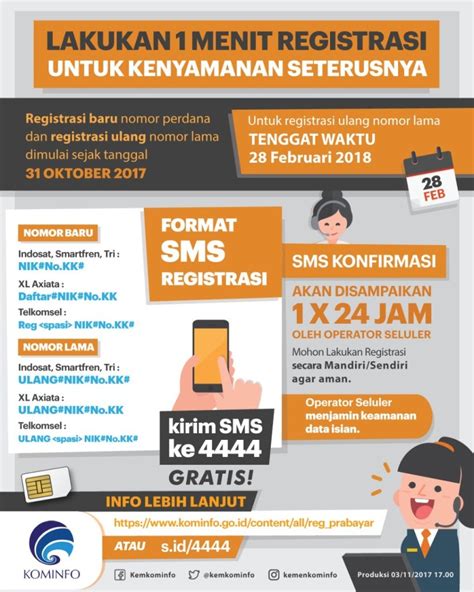 LAKUKAN 1 MENIT REGISTRASI
UNTUK KENYAMANAN SETERUSNYA
Registrasi baru nomor perdana
dan registrasi ulang nomor lama
dimulai sejak tanggal
31 OKTOBER 2017
Untuk registrasi ulang nomor lama
TENGGAT WAKTU
28 Februari 2018
28
FEB
NOMOR BARU
Indosat, Smartfren, Tri :
NIK#No.KK#
XL Axiata :
Daftar#NIK#No.KK
Telkomsel :
Reg <spasi> NIK#No.KK#
NOMOR LAMA
Indosat, Smartfren, Tri :
ULANG#NIK#No.KK#
XL Axiata :
ULANG#NIK#No.KK
Telkomsel :
ULANG <spasi> NIK#No.KK#
FORMAT
SMS
REGISTRASI
kirim SMS
ke 4444
GRATIS!
SMS KONFIRMASI
AKAN DISAMPAIKAN
1 X 24 JAM
OLEH OPERATOR SELULER
Mohon Lakukan Registrasi
secara Mandiri/Sendiri
agar aman.
Operator Seluler
menjamin keamanan
data isian.
INFO LEBIH LANJUT
https://www.kominfo.go.id/content/all/reg_prabayar
ATAU s.id/4444
KOMINFO
Kemkominfo
@kemkominfo
kemenkominfo
Produksi 03/11/2017 17.00